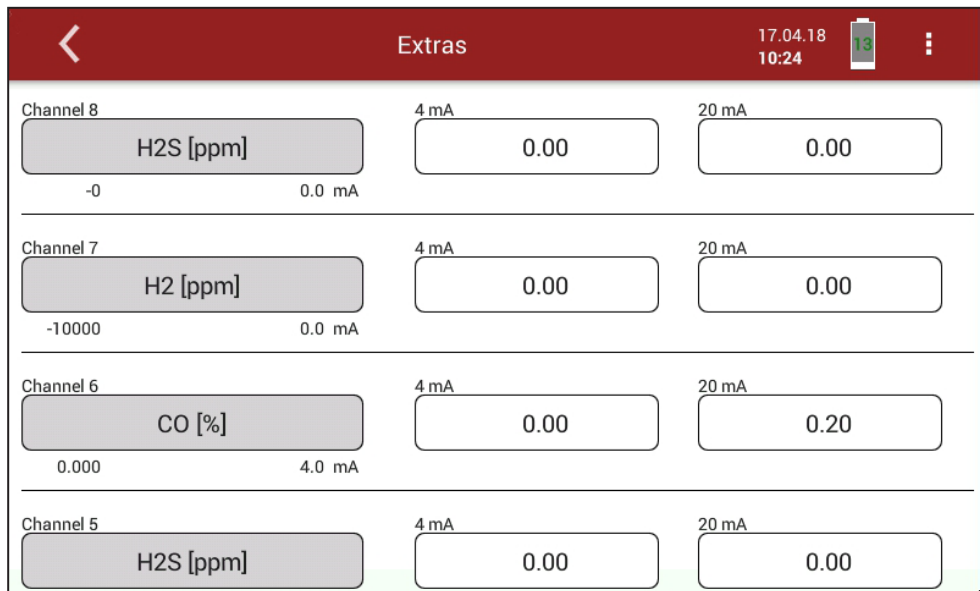 Extras
17.04.18
10:24
13
Channel 8 4 mA 20 mA
H2S [ppm] 0.00 0.00
-0 0.0 mA
Channel 7 4 mA 20 mA
H2 [ppm] 0.00 0.00
-10000 0.0 mA
Channel 6 4 mA 20 mA
CO [%] 0.00 0.20
0.000 4.0 mA
Channel 5 4 mA 20 mA
H2S [ppm] 0.00 0.00